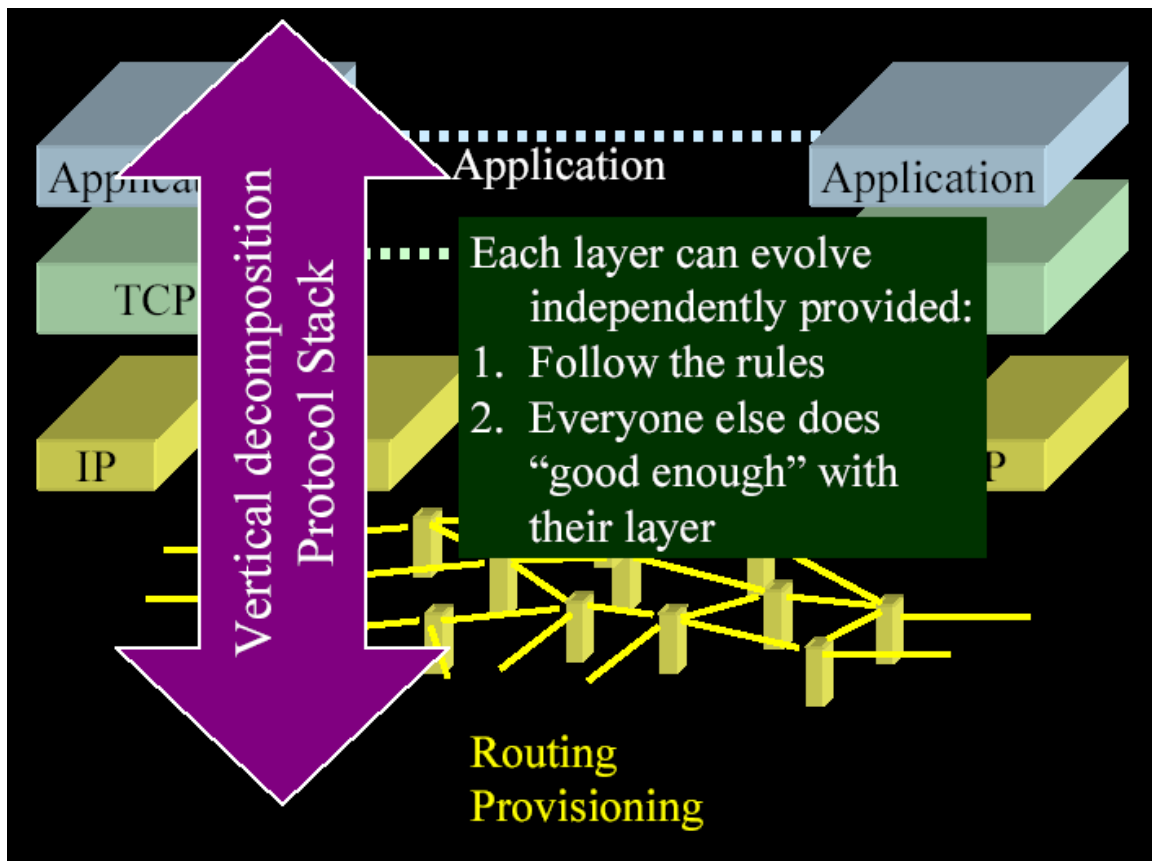 Application
Application
TCP
Each layer can evolve
independently provided:
1. Follow the rules
2. Everyone else does
“good enough” with
their layer
Vertical decomposition
Protocol Stack
IP
Routing
Provisioning